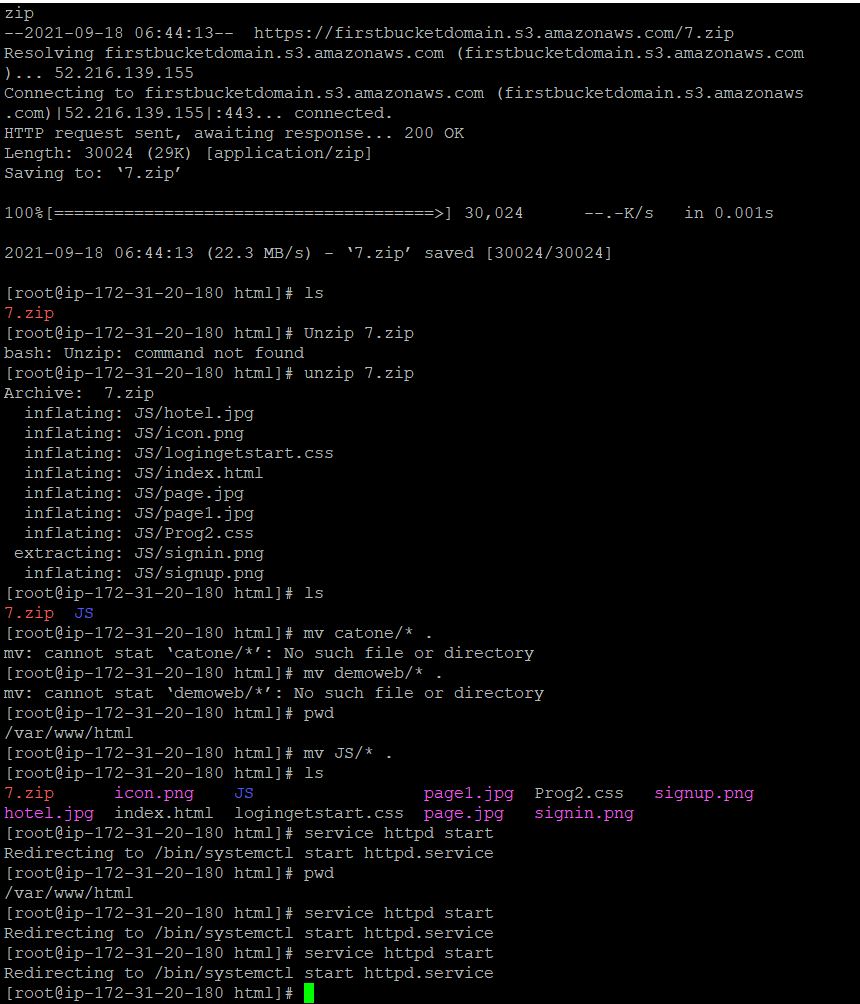 zip
--2021-09-18 06:44:13--  https://firstbucketdomain.s3.amazonaws.com/7.zip
Resolving firstbucketdomain.s3.amazonaws.com (firstbucketdomain.s3.amazonaws.com
)... 52.216.139.155
Connecting to firstbucketdomain.s3.amazonaws.com (firstbucketdomain.s3.amazonaws
.com)|52.216.139.155|:443... connected.
HTTP request sent, awaiting response... 200 OK
Length: 30024 (29K) [application/zip]
Saving to: ‘7.zip’
100%[======================================>] 30,024      --.-K/s   in 0.001s
2021-09-18 06:44:13 (22.3 MB/s) - ‘7.zip’ saved [30024/30024]
[root@ip-172-31-20-180 html]# ls
7.zip
[root@ip-172-31-20-180 html]# Unzip 7.zip
bash: Unzip: command not found
[root@ip-172-31-20-180 html]# unzip 7.zip
Archive:  7.zip
  inflating: JS/hotel.jpg
  inflating: JS/icon.png
  inflating: JS/logingetstart.css
  inflating: JS/index.html
  inflating: JS/page.jpg
  inflating: JS/page1.jpg
  inflating: JS/Prog2.css
 extracting: JS/signin.png
  inflating: JS/signup.png
[root@ip-172-31-20-180 html]# ls
7.zip  JS
[root@ip-172-31-20-180 html]# mv catone/* .
mv: cannot stat ‘catone/*’: No such file or directory
[root@ip-172-31-20-180 html]# mv demoweb/* .
mv: cannot stat ‘demoweb/*’: No such file or directory
[root@ip-172-31-20-180 html]# pwd
/var/www/html
[root@ip-172-31-20-180 html]# mv JS/* .
[root@ip-172-31-20-180 html]# ls
7.zip      icon.png    JS                 page1.jpg  Prog2.css   signup.png
hotel.jpg  index.html  logingetstart.css  page.jpg   signin.png
[root@ip-172-31-20-180 html]# service httpd start
Redirecting to /bin/systemctl start httpd.service
[root@ip-172-31-20-180 html]# pwd
/var/www/html
[root@ip-172-31-20-180 html]# service httpd start
Redirecting to /bin/systemctl start httpd.service
[root@ip-172-31-20-180 html]# service httpd start
Redirecting to /bin/systemctl start httpd.service
[root@ip-172-31-20-180 html]#